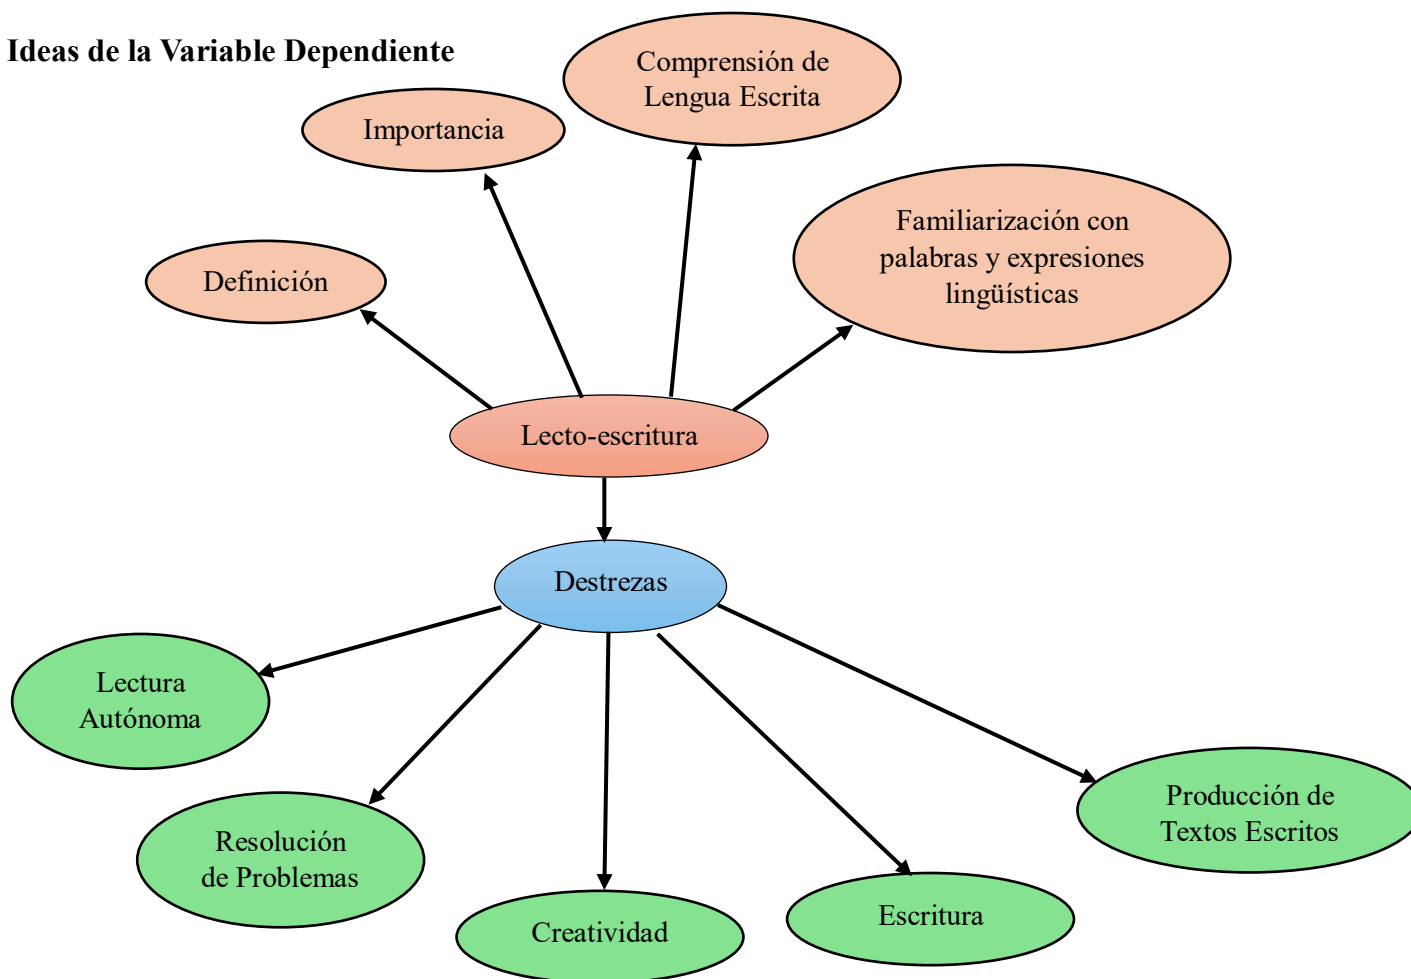 Ideas de la Variable Dependiente
Comprensión de
Lengua Escrita
Importancia
Familiarización con
palabras y expresiones
lingüísticas
Definición
Lecto-escritura
Destrezas
Lectura
Autónoma
Producción de
Textos Escritos
Resolución
de Problemas
Escritura
Creatividad